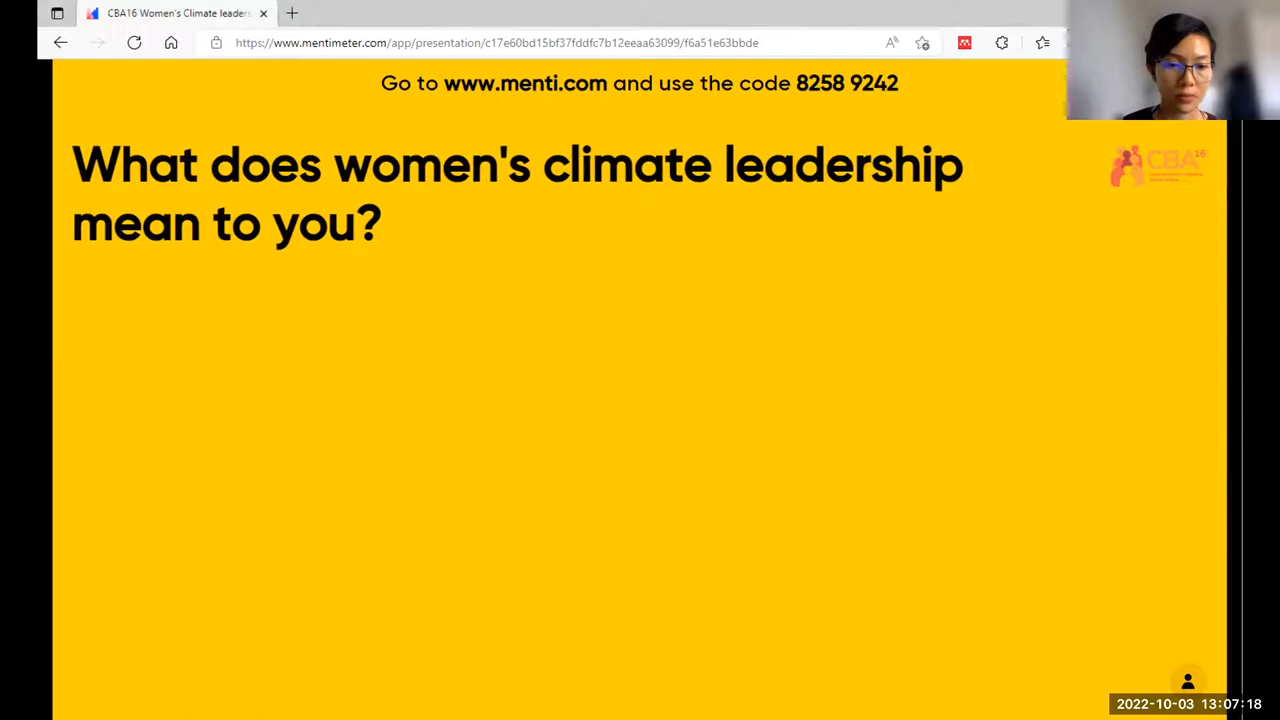 CBA16 Women's Climate leaders
https://www.mentimeter.com/app/presentation/c17e60bd15bf37fddfc7b12eeaa63099/f6a51e63bbde
Go to www.menti.com and use the code 8258 9242
What does women's climate leadership
mean to you?
CBA16
2022-10-03 13:07:18